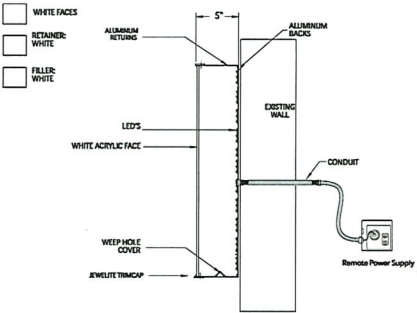 WHITE FACES
RETAINER:
WHITE
FILLER:
WHITE
5"
ALUMINUM
RETURNS
ALUMINUM
BACKS
EXISTING
WALL
LED'S
WHITE ACRYLIC FACE
CONDUIT
WEEP HOLE
COVER
JEWELITE TRIMCAP
Remote Power Supply